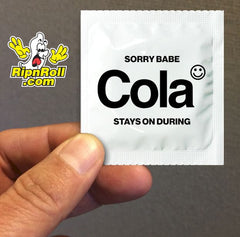 RipnRoll
.com
SORRY BABE
Cola
STAYS ON DURING